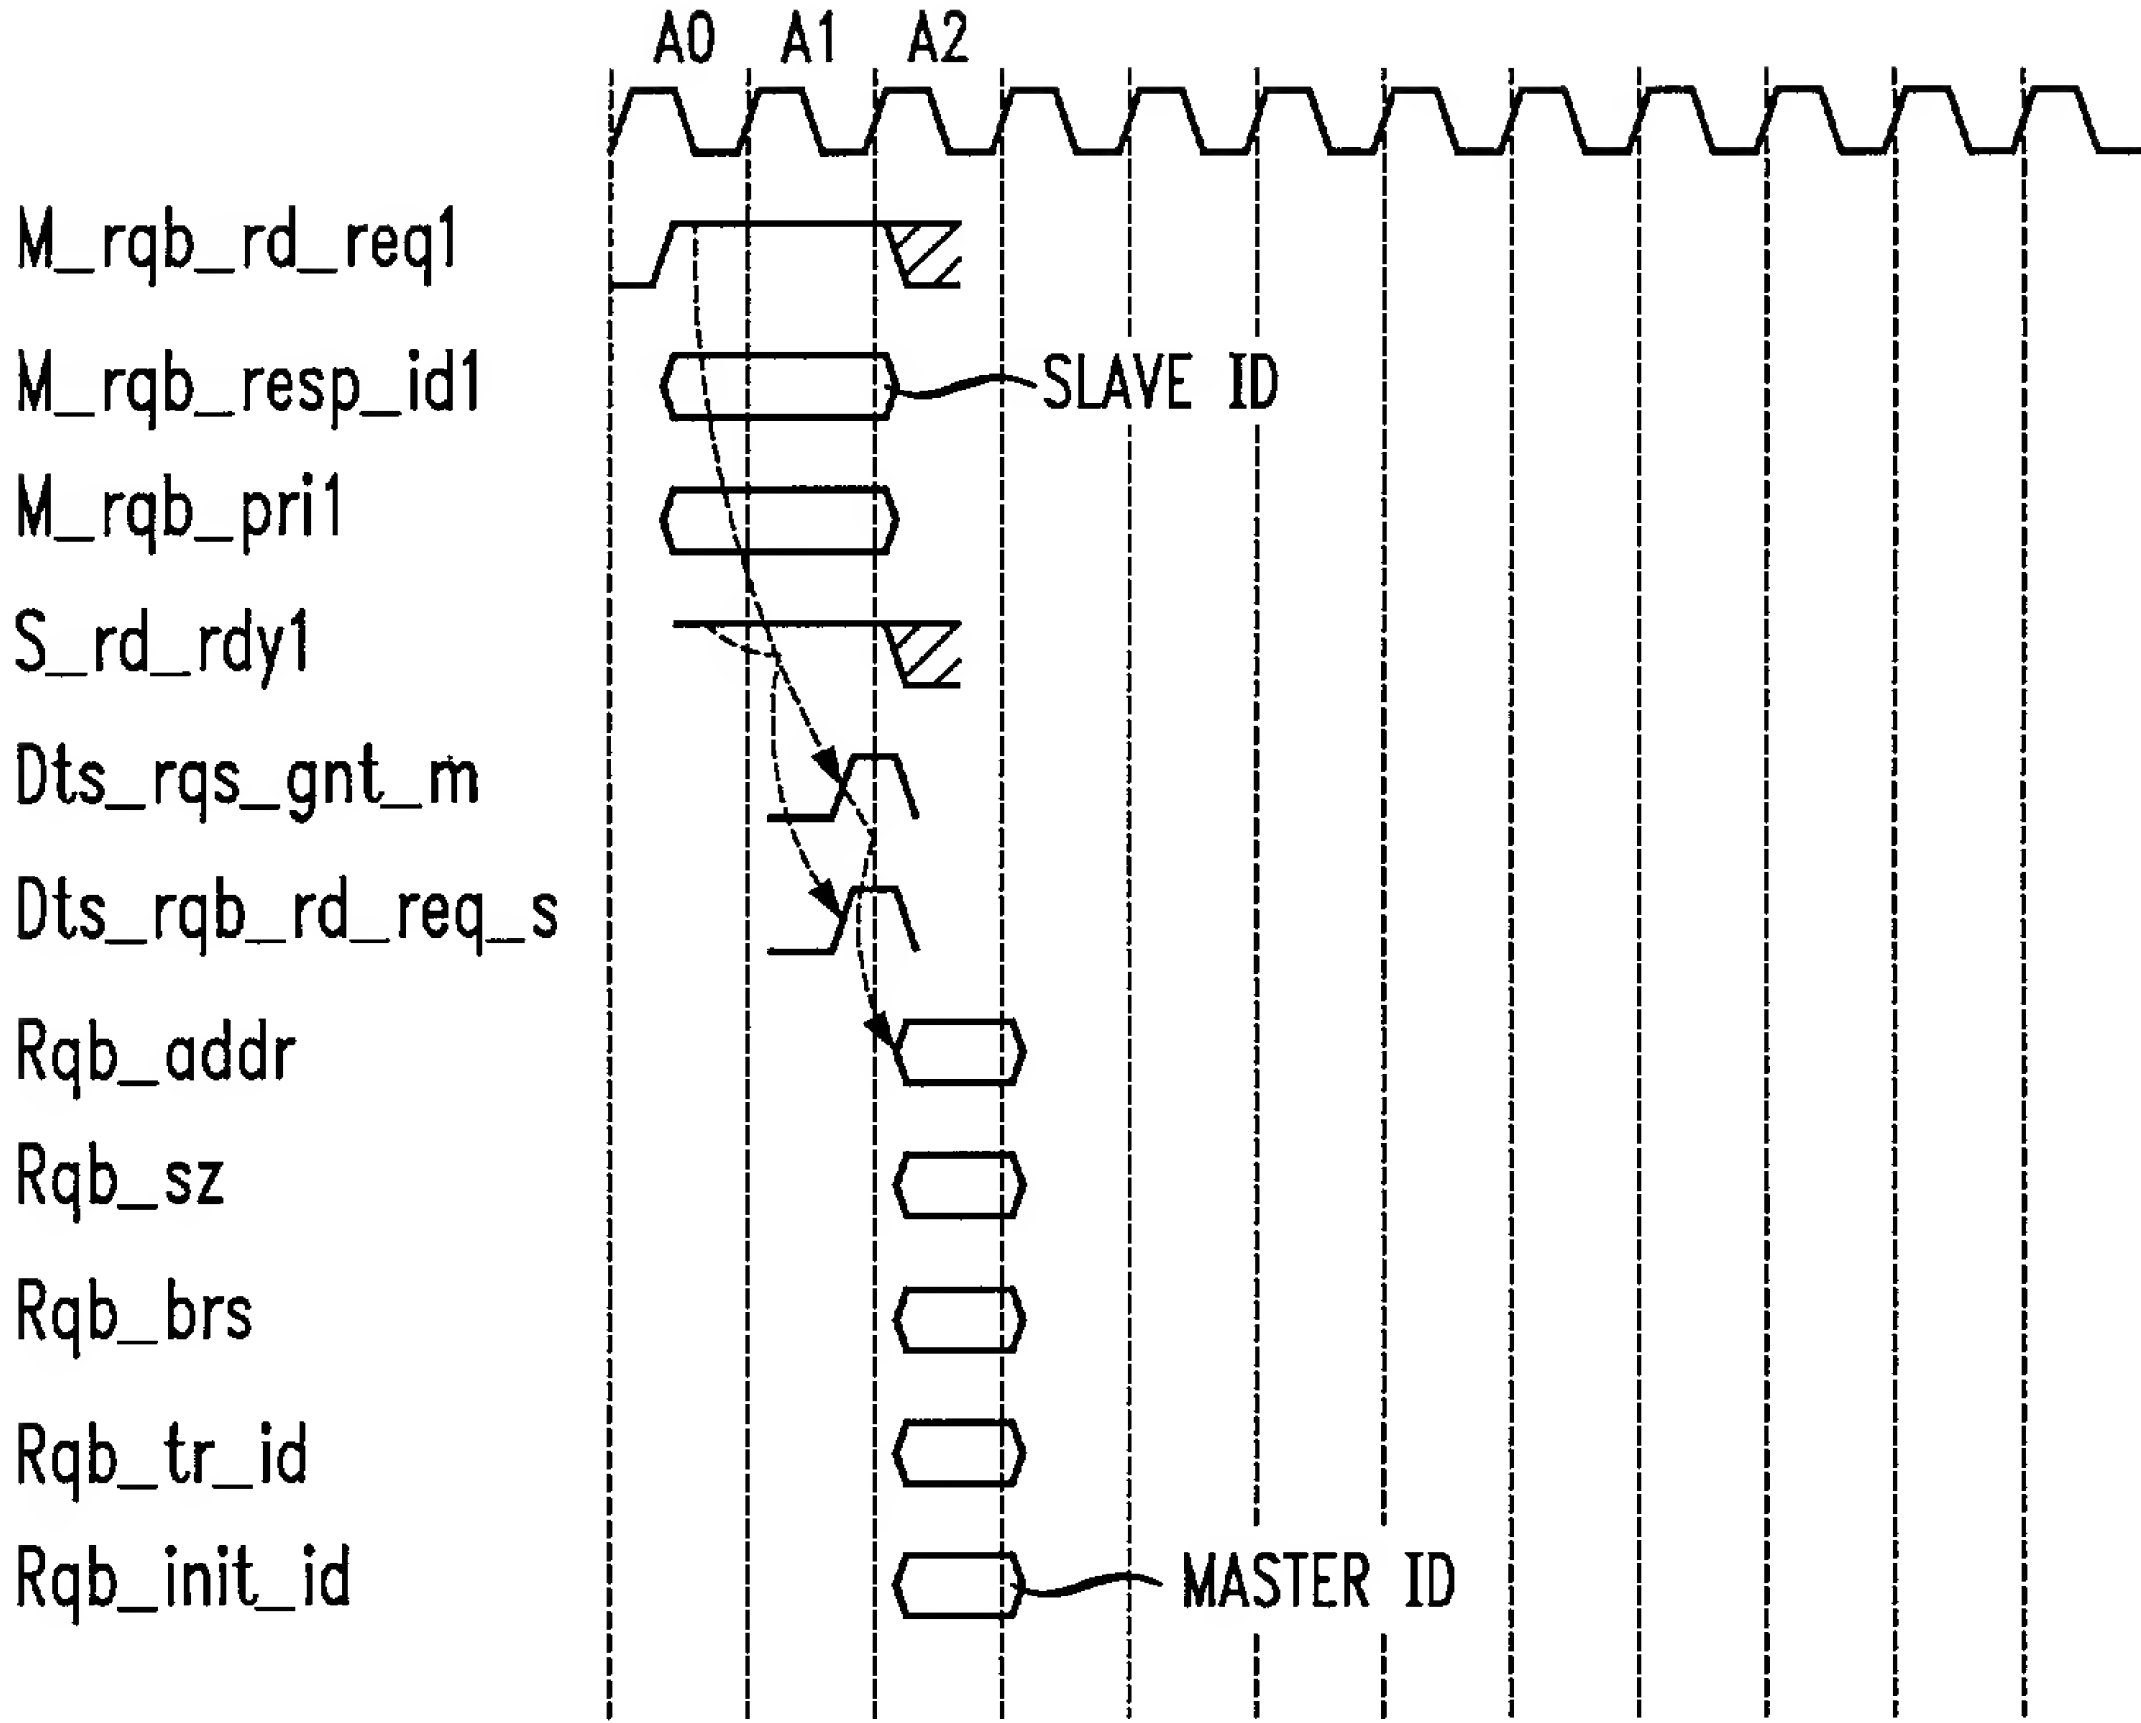 A0 A1 A2
M_rqb_rd_req1
M_rqb_resp_id1 SLAVE ID
M_rqb_pri1
S_rd_rdy1
Dts_rqs_gnt_m
Dts_rqb_rd_req_s
Rqb_addr
Rqb_sz
Rqb_brs
Rqb_tr_id
Rqb_init_id MASTER ID